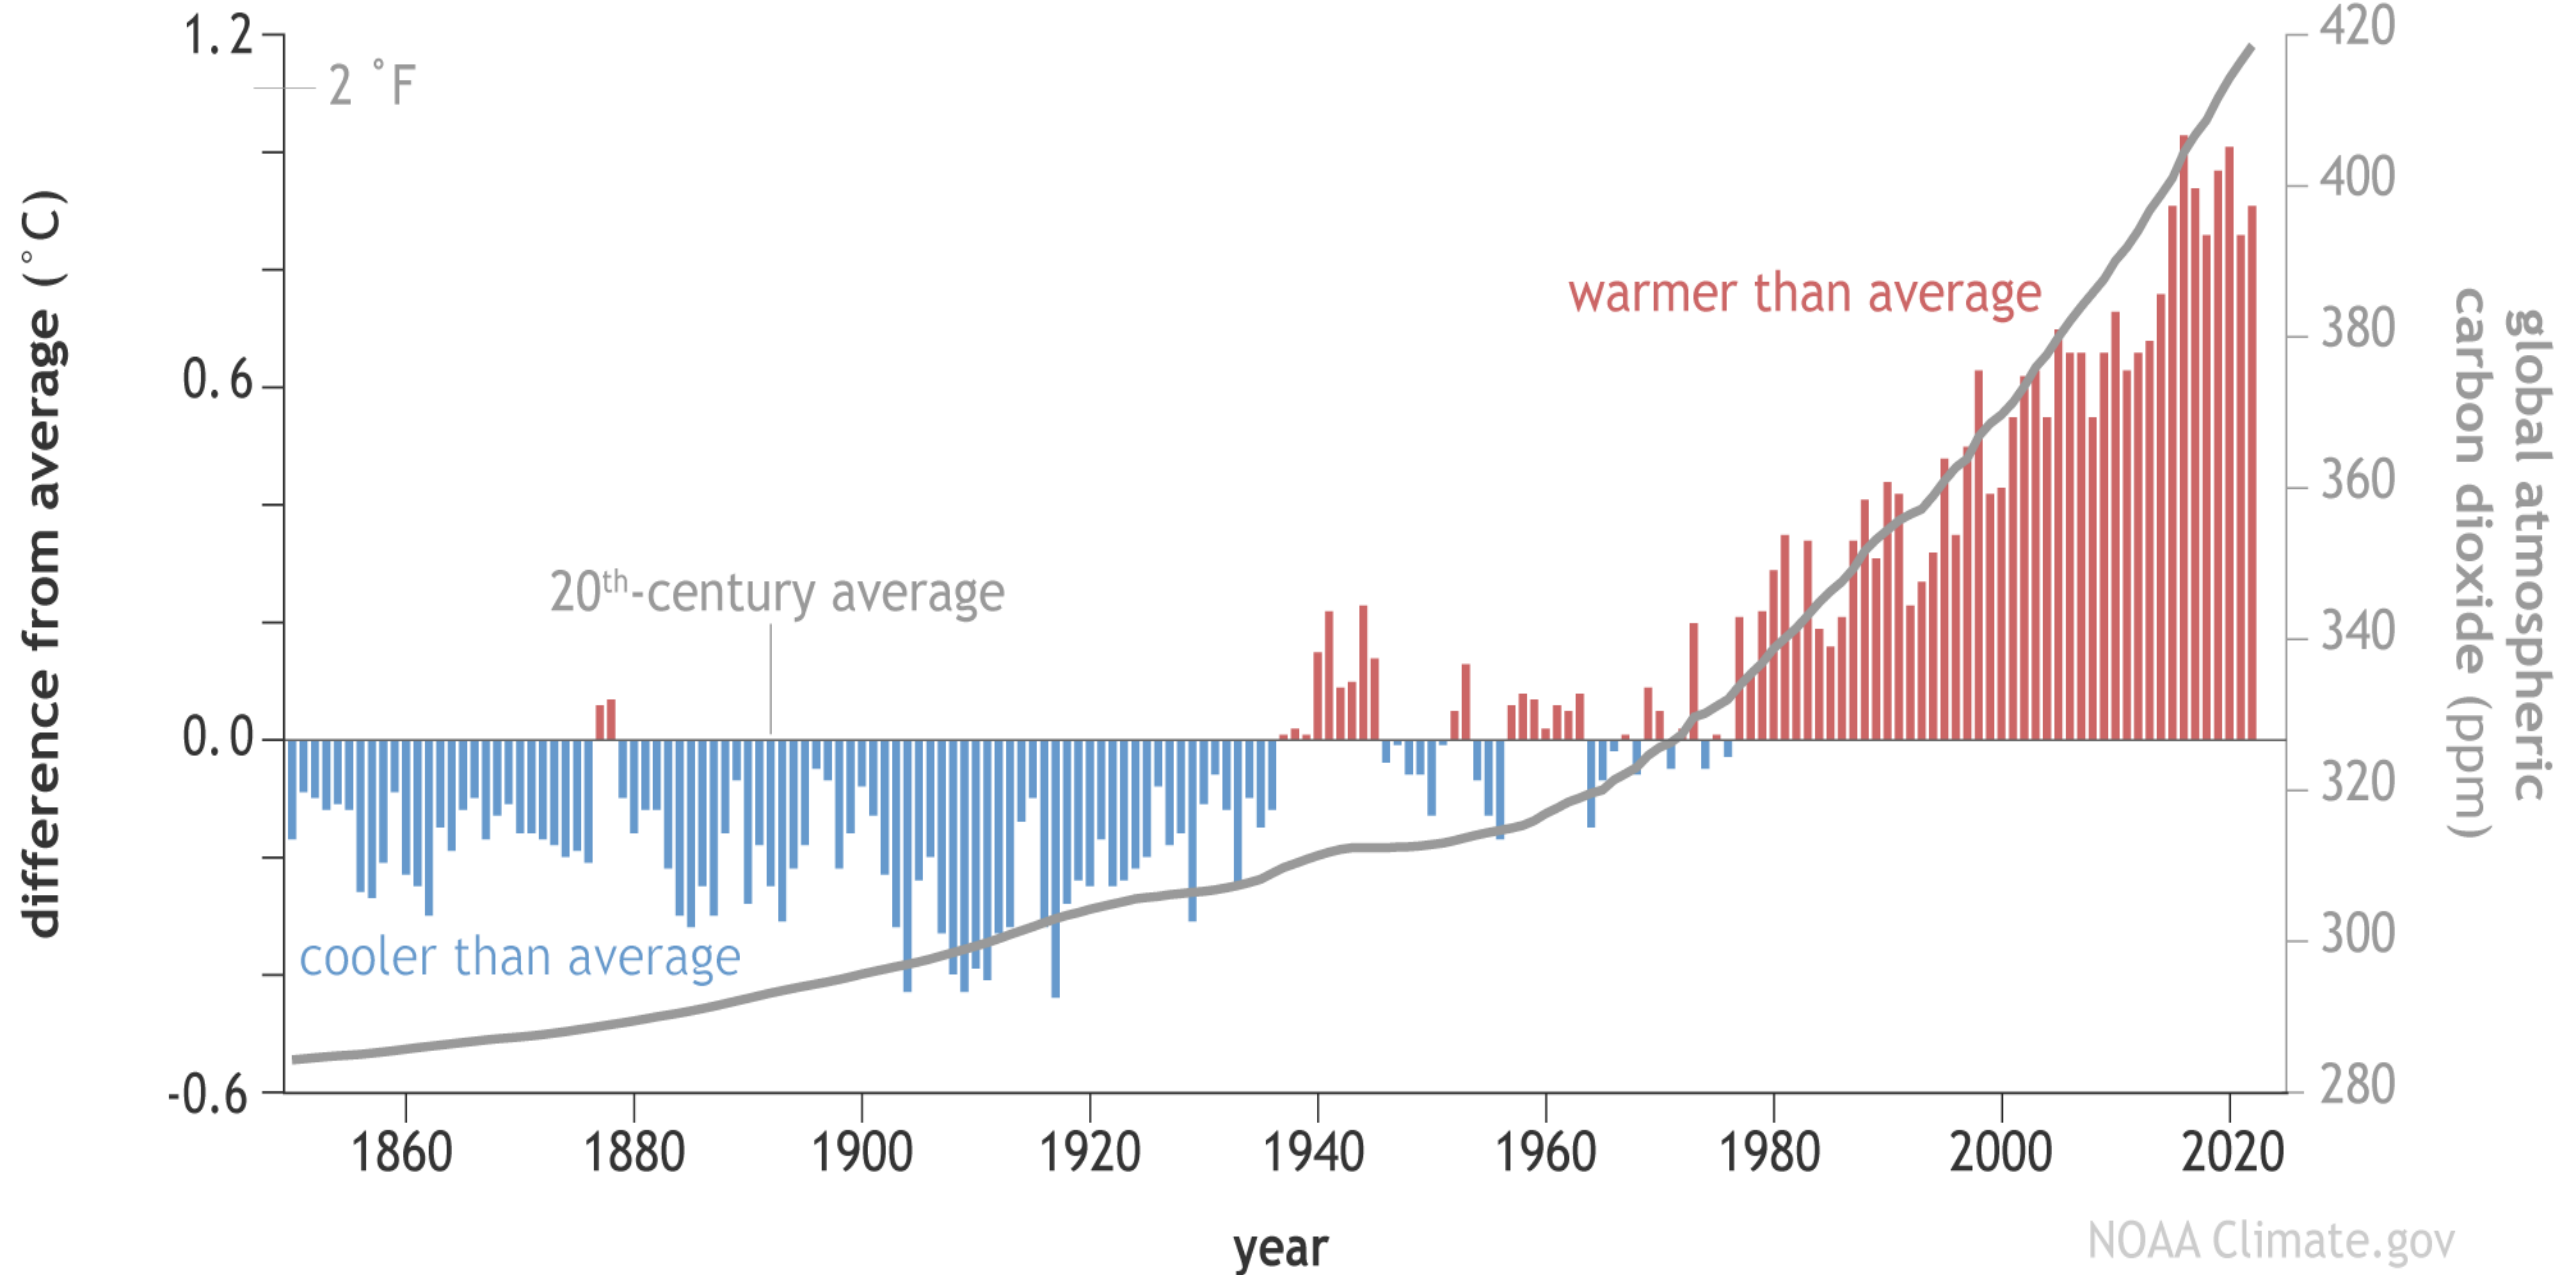 difference from average (°C)
1.2
2 °F
0.6
0.0
-0.6
20th-century average
warmer than average
cooler than average
420
400
380
360
340
320
300
280
global atmospheric
carbon dioxide (ppm)
1860 1880 1900 1920 1940 1960 1980 2000 2020
year
NOAA Climate.gov